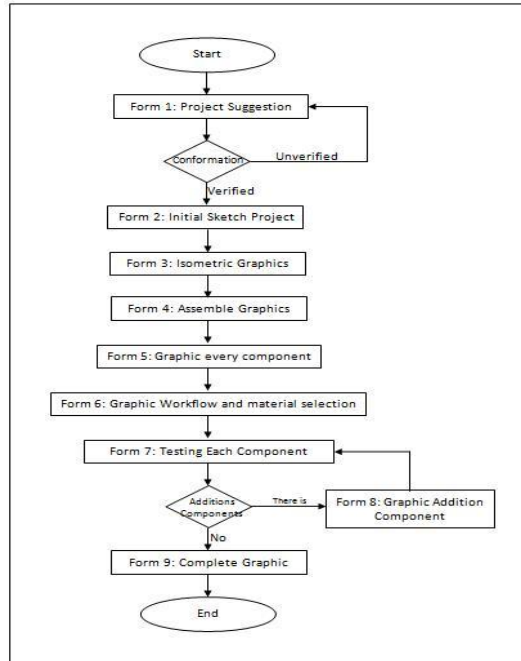 Start
Form 1: Project Suggestion
Conformation
Unverified
Verified
Form 2: Initial Sketch Project
Form 3: Isometric Graphics
Form 4: Assemble Graphics
Form 5: Graphic every component
Form 6: Graphic Workflow and material selection
Form 7: Testing Each Component
Additions
Components
There is
Form 8: Graphic Addition
Component
No
Form 9: Complete Graphic
End